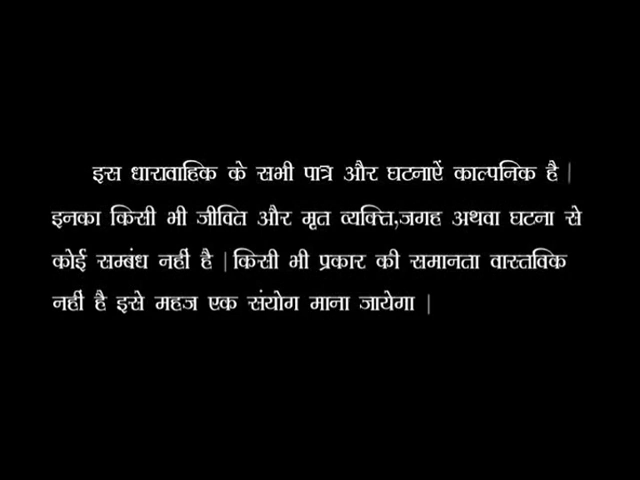 इस धारावाहिक के सभी पात्र और घटनाऐं काल्पनिक है |
इनका किसी भी जीवित और मृत व्यक्ति,जगह अथवा घटना से
कोई सम्बंध नहीं है | किसी भी प्रकार की समानता वास्तविक
नहीं है इसे महज एक संयोग माना जायेगा |